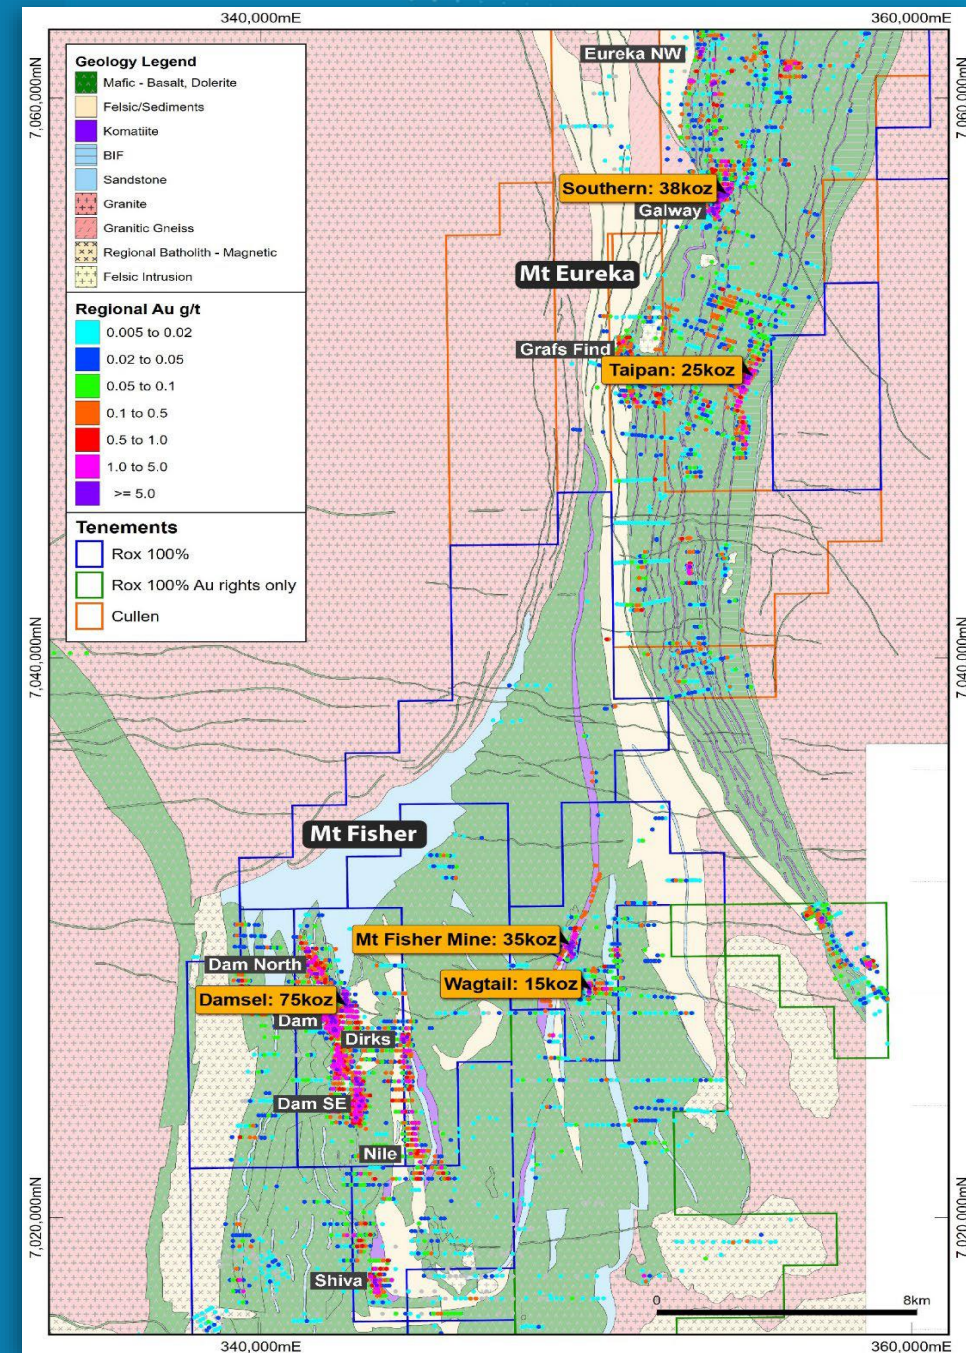 340,000mE
360,000mE
7,060,000mN
7,060,000mN
Geology Legend
Mafic - Basalt, Dolerite
Felsic/Sediments
Komatiite
BIF
Sandstone
Granite
Granitic Gneiss
Regional Batholith - Magnetic
Felsic Intrusion
Regional Au g/t
0.005 to 0.02
0.02 to 0.05
0.05 to 0.1
0.1 to 0.5
0.5 to 1.0
1.0 to 5.0
>= 5.0
Tenements
Rox 100%
Rox 100% Au rights only
Cullen
Eureka NW
Southern: 38koz
Galway
Mt Eureka
Grafs Find
Taipan: 25koz
7,040,000mN
7,040,000mN
Mt Fisher
Mt Fisher Mine: 35koz
Dam North
Wagtail: 15koz
Damsel: 75koz
Dam
Dirks
Dam SE
Nile
7,020,000mN
7,020,000mN
Shiva
0
8km
340,000mE
360,000mE